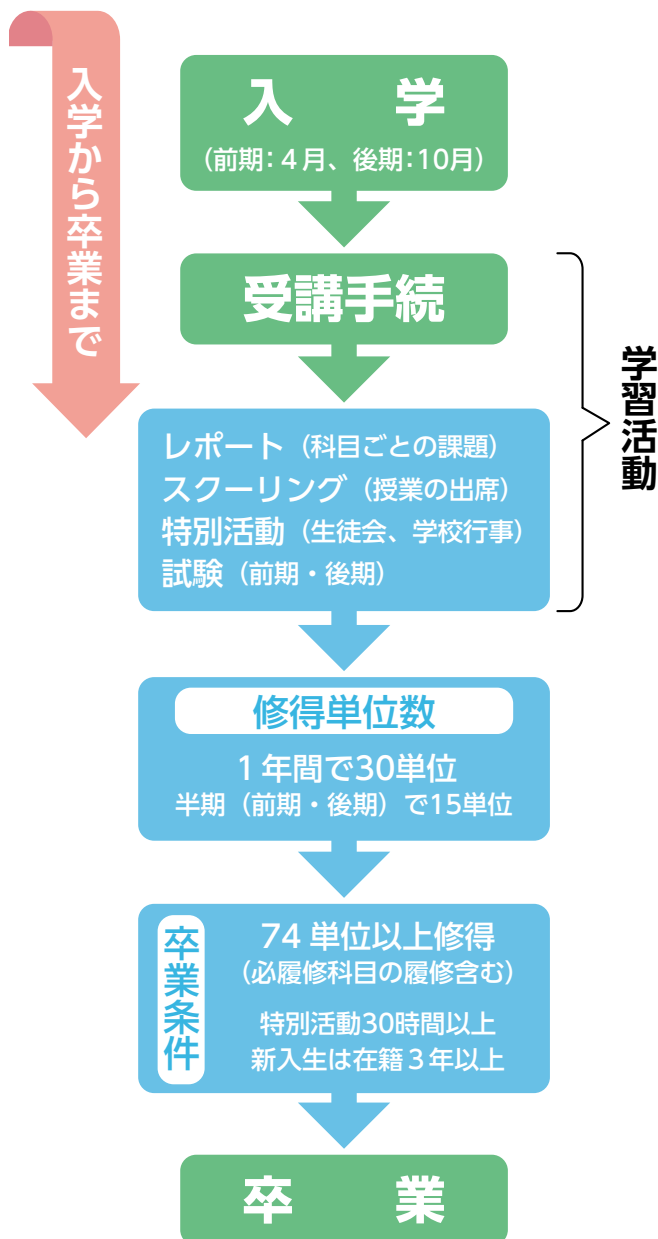 入学から卒業まで
入　学
（前期：４月、後期：10月）
受講手続
レポート（科目ごとの課題）
スクーリング（授業の出席）
特別活動（生徒会、学校行事）
試験（前期・後期）
学習活動
修得単位数
１年間で30単位
半期（前期・後期）で15単位
卒業条件
74 単位以上修得
（必履修科目の履修含む）
特別活動30時間以上
新入生は在籍３年以上
卒　業